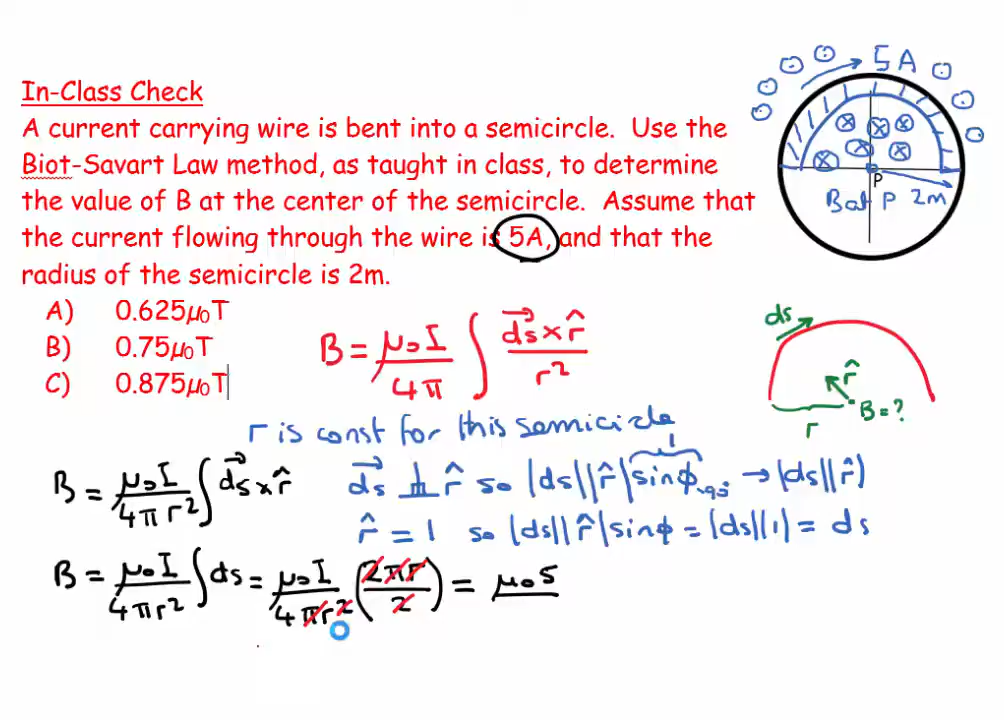 In-Class Check
A current carrying wire is bent into a semicircle. Use the
Biot-Savart Law method, as taught in class, to determine
the value of B at the center of the semicircle. Assume that
the current flowing through the wire is 5A, and that the
radius of the semicircle is 2m.
A) 0.625μ₀T
B) 0.75μ₀T
C) 0.875μ₀T
5A
P
B at P 2m
B = μ₀I / 4π ∫ ds⃗ × r̂ / r²
ds
r̂
B = ?
r
r is const for this semicircle
B = μ₀I / 4πr² ∫ ds⃗ × r̂
ds⃗ ⊥ r̂ so |ds||r̂| sinφ → |ds||r̂|
1
90°
r̂ = 1 so |ds||r̂| sinφ = |ds|(1) = ds
B = μ₀I / 4πr² ∫ ds = μ₀I / 4πr² (2πr / 2) = μ₀5